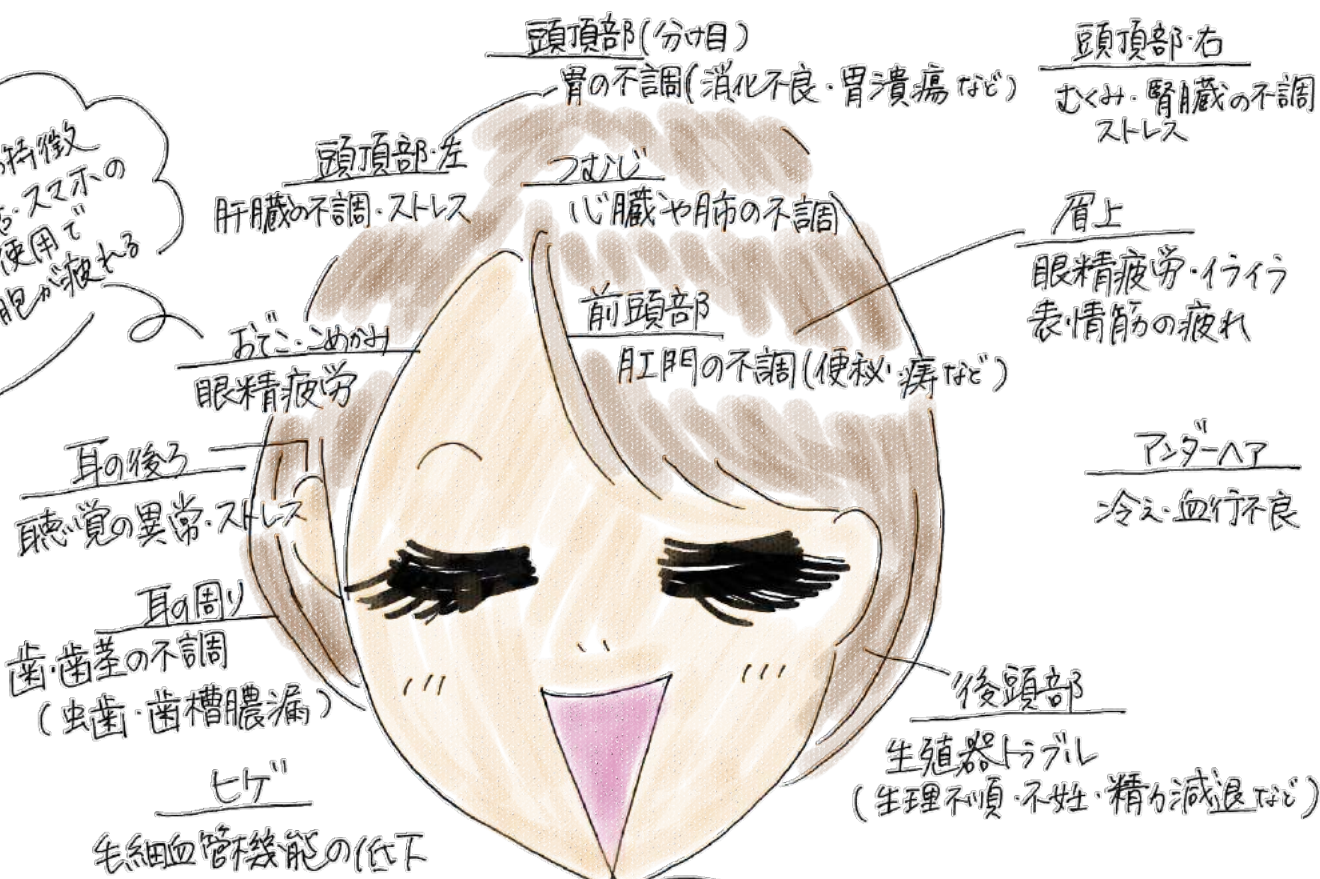 頭頂部(分け目)
胃の不調(消化不良・胃潰瘍など)
頭頂部・右
むくみ・腎臓の不調
ストレス
特徴
スマホの
使用で
が疲れる
頭頂部・左
肝臓の不調・ストレス
つむじ
心臓や肺の不調
眉上
眼精疲労・イライラ
表情筋の疲れ
前頭部
肛門の不調(便秘・痔など)
おでこ・こめかみ
眼精疲労
耳の後ろ
聴覚の異常・ストレス
アンダーヘア
冷え・血行不良
耳の周り
歯・歯茎の不調
(虫歯・歯槽膿漏)
後頭部
生殖器トラブル
(生理不順・不妊・精力減退など)
ヒゲ
毛細血管機能の低下